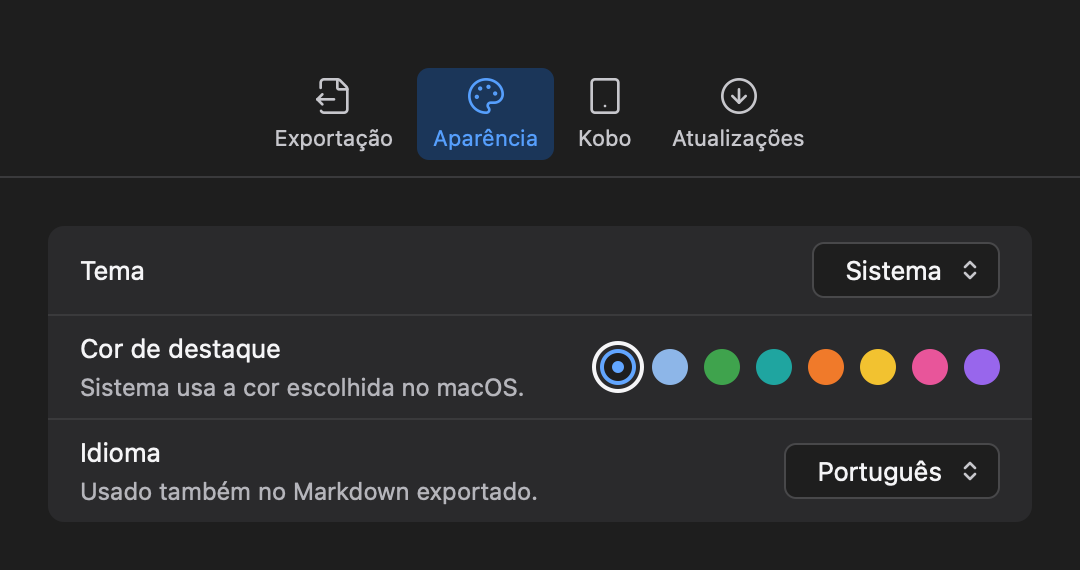 Exportação
Aparência
Kobo
Atualizações
Tema
Sistema
Cor de destaque
Sistema usa a cor escolhida no macOS.
Idioma
Usado também no Markdown exportado.
Português